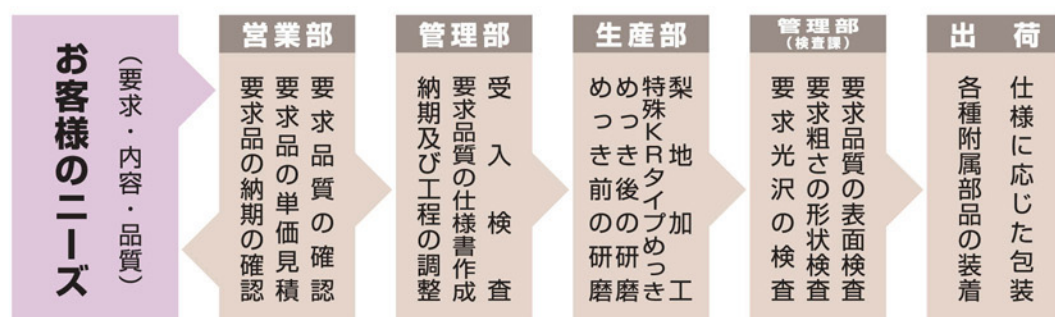 お客様のニーズ
（要求・内容・品質）
営業部
要求品質の確認
要求品の単価見積
要求品の納期の確認
管理部
受入検査
要求品質の仕様書作成
納期及び工程の調整
生産部
梨地加工
特殊KRタイプめっき
めっき後の研磨
めっき前の研磨
管理部
（検査課）
要求品質の表面検査
要求粗さの形状検査
要求光沢の検査
出荷
仕様に応じた包装
各種附属部品の装着